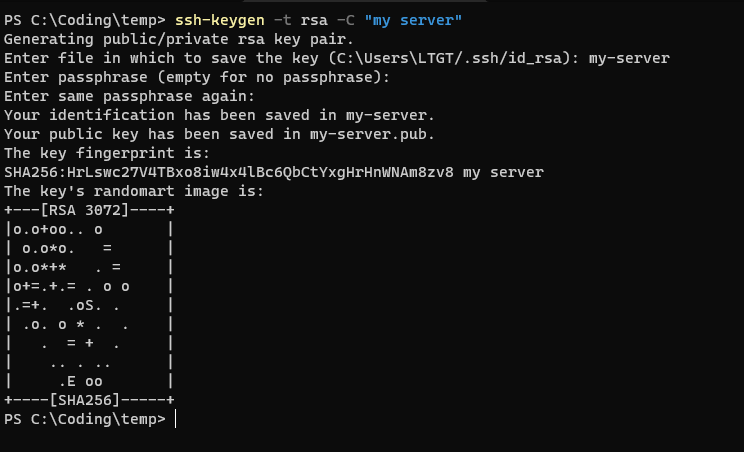 PS C:\Coding\temp> ssh-keygen -t rsa -C "my server"
Generating public/private rsa key pair.
Enter file in which to save the key (C:\Users\LTGT/.ssh/id_rsa): my-server
Enter passphrase (empty for no passphrase):
Enter same passphrase again:
Your identification has been saved in my-server.
Your public key has been saved in my-server.pub.
The key fingerprint is:
SHA256:HrLswc27V4TBxo8iw4x4lBc6QbCtYxgHrHnWNAm8zv8 my server
The key's randomart image is:
+---[RSA 3072]----+
|o.o+oo.. o       |
| o.o*o.   =      |
|o.o*+*   . =     |
|o+=.+.= . o o    |
|.=+.  .oS. .     |
| .o. o * .  .    |
|   .  = +  .     |
|    .. . ..      |
|     .E oo       |
+----[SHA256]-----+
PS C:\Coding\temp>